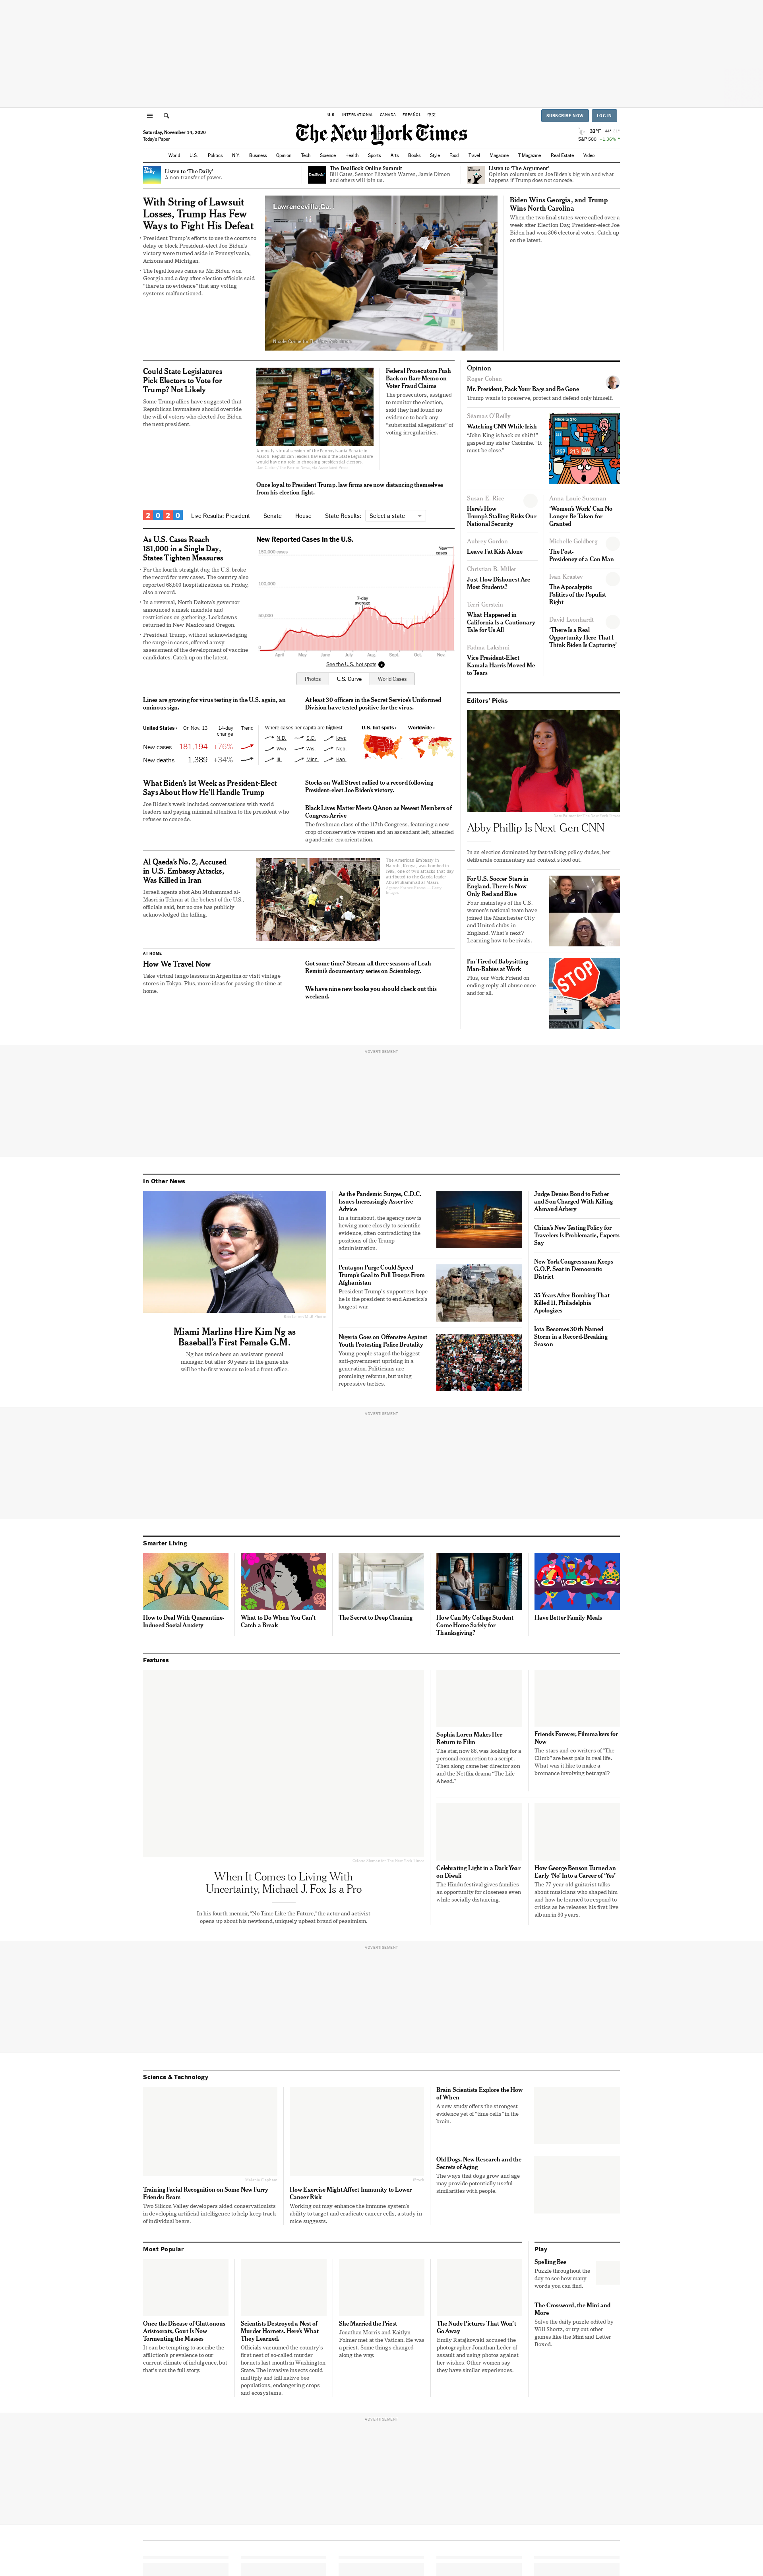 U.S.
INTERNATIONAL
CANADA
ESPAÑOL
中文
SUBSCRIBE NOW
LOG IN
Saturday, November 14, 2020
Today's Paper
The New York Times
32°F
S&P 500 +1.36%
World
U.S.
Politics
N.Y.
Business
Opinion
Tech
Science
Health
Sports
Arts
Books
Style
Food
Travel
Magazine
T Magazine
Real Estate
Video
Listen to 'The Daily'
A non-transfer of power.
The DealBook Online Summit
Bill Gates, Senator Elizabeth Warren, Jamie Dimon
and others will join us.
Listen to 'The Argument'
Opinion columnists on Joe Biden's big win and what
happens if Trump does not concede.
With String of Lawsuit
Losses, Trump Has Few
Ways to Fight His Defeat
President Trump's efforts to use the courts to
delay or block President-elect Joe Biden's
victory were turned aside in Pennsylvania,
Arizona and Michigan.
The legal losses came as Mr. Biden won
Georgia and a day after election officials said
"there is no evidence" that any voting
systems malfunctioned.
Lawrenceville, Ga.
Biden Wins Georgia, and Trump
Wins North Carolina
When the two final states were called over a
week after Election Day, President-elect Joe
Biden had won 306 electoral votes. Catch up
on the latest.
Could State Legislatures
Pick Electors to Vote for
Trump? Not Likely
Some Trump allies have suggested that
Republican lawmakers should override
the will of voters who elected Joe Biden
the next president.
A mostly virtual session of the Pennsylvania Senate in
March. Republican leaders have said the State Legislature
would have no role in choosing presidential electors.
Federal Prosecutors Push
Back on Barr Memo on
Voter Fraud Claims
The prosecutors, assigned
to monitor the election,
said they had found no
evidence to back any
"substantial allegations" of
voting irregularities.
Once loyal to President Trump, law firms are now distancing themselves
from his election fight.
2020
Live Results: President
Senate
House
State Results:
Select a state
As U.S. Cases Reach
181,000 in a Single Day,
States Tighten Measures
For the fourth straight day, the U.S. broke
the record for new cases. The country also
reported 68,500 hospitalizations on Friday,
also a record.
In a reversal, North Dakota's governor
announced a mask mandate and
restrictions on gathering. Lockdowns
returned in New Mexico and Oregon.
President Trump, without acknowledging
the surge in cases, offered a rosy
assessment of the development of a vaccine
candidates. Catch up on the latest.
New Reported Cases in the U.S.
150,000 cases
100,000
50,000
0
New
cases
7-day
average
April
May
June
July
Aug.
Sept.
Oct.
Nov.
See the U.S. hot spots
Photos
U.S. Curve
World Cases
Lines are growing for virus testing in the U.S. again, an
ominous sign.
At least 30 officers in the Secret Service's Uniformed
Division have tested positive for the virus.
United States ›
On Nov. 13
14-day
change
Trend
New cases
181,194
+76%
New deaths
1,389
+34%
Where cases per capita are highest
N.D.
S.D.
Iowa
Wyo.
Wis.
Neb.
Ill.
Minn.
Kan.
U.S. hot spots ›
Worldwide ›
What Biden's 1st Week as President-Elect
Says About How He'll Handle Trump
Joe Biden's week included conversations with world
leaders and paying minimal attention to the president who
refuses to concede.
Stocks on Wall Street rallied to a record following
President-elect Joe Biden's victory.
Black Lives Matter Meets QAnon as Newest Members of
Congress Arrive
The freshman class of the 117th Congress, featuring a new
crop of conservative women and an ascendant left, attended
a pandemic-era orientation.
Al Qaeda's No. 2, Accused
in U.S. Embassy Attacks,
Was Killed in Iran
Israeli agents shot Abu Muhammad al-
Masri in Tehran at the behest of the U.S.,
officials said, but no one has publicly
acknowledged the killing.
The American Embassy in
Nairobi, Kenya, was bombed in
1998, one of two attacks that day
attributed to the Qaeda leader
Abu Muhammad al-Masri.
AT HOME
How We Travel Now
Take virtual tango lessons in Argentina or visit vintage
stores in Tokyo. Plus, more ideas for passing the time at
home.
Got some time? Stream all three seasons of Leah
Remini's documentary series on Scientology.
We have nine new books you should check out this
weekend.
Opinion
Roger Cohen
Mr. President, Pack Your Bags and Be Gone
Trump wants to preserve, protect and defend only himself.
Séamas O'Reilly
Watching CNN While Irish
"John King is back on shift!"
gasped my sister Caoimhe. "It
must be close."
Susan E. Rice
Here's How
Trump's Stalling Risks Our
National Security
Anna Louie Sussman
'Women's Work' Can No
Longer Be Taken for
Granted
Aubrey Gordon
Leave Fat Kids Alone
Michelle Goldberg
The Post-
Presidency of a Con Man
Christian B. Miller
Just How Dishonest Are
Most Students?
Ivan Krastev
The Apocalyptic
Politics of the Populist
Right
Terri Gerstein
What Happened in
California Is a Cautionary
Tale for Us All
David Leonhardt
'There Is a Real
Opportunity Here That I
Think Biden Is Capturing'
Padma Lakshmi
Vice President-Elect
Kamala Harris Moved Me
to Tears
Editors' Picks
Abby Phillip Is Next-Gen CNN
In an election dominated by fast-talking policy dudes, her
deliberate commentary and context stood out.
For U.S. Soccer Stars in
England, There Is Now
Only Red and Blue
Four mainstays of the U.S.
women's national team have
joined the Manchester City
and United clubs in
England. What's next?
Learning how to be rivals.
I'm Tired of Babysitting
Man-Babies at Work
Plus, our Work Friend on
ending reply-all abuse once
and for all.
STOP
ADVERTISEMENT
In Other News
Miami Marlins Hire Kim Ng as
Baseball's First Female G.M.
Ng has twice been an assistant general
manager, but after 30 years in the game she
will be the first woman to lead a front office.
As the Pandemic Surges, C.D.C.
Issues Increasingly Assertive
Advice
In a turnabout, the agency now is
hewing more closely to scientific
evidence, often contradicting the
positions of the Trump
administration.
Pentagon Purge Could Speed
Trump's Goal to Pull Troops From
Afghanistan
President Trump's supporters hope
he is the president to end America's
longest war.
Nigeria Goes on Offensive Against
Youth Protesting Police Brutality
Young people staged the biggest
anti-government uprising in a
generation. Politicians are
promising reforms, but using
repressive tactics.
Judge Denies Bond to Father
and Son Charged With Killing
Ahmaud Arbery
China's New Testing Policy for
Travelers Is Problematic, Experts
Say
New York Congressman Keeps
G.O.P. Seat in Democratic
District
35 Years After Bombing That
Killed 11, Philadelphia
Apologizes
Iota Becomes 30th Named
Storm in a Record-Breaking
Season
ADVERTISEMENT
Smarter Living
How to Deal With Quarantine-
Induced Social Anxiety
What to Do When You Can't
Catch a Break
The Secret to Deep Cleaning
How Can My College Student
Come Home Safely for
Thanksgiving?
Have Better Family Meals
Features
Celeste Sloman for The New York Times
When It Comes to Living With
Uncertainty, Michael J. Fox Is a Pro
In his fourth memoir, "No Time Like the Future," the actor and activist
opens up about his newfound, uniquely upbeat brand of pessimism.
Sophia Loren Makes Her
Return to Film
The star, now 86, was looking for a
personal connection to a script.
Then along came her director son
and the Netflix drama "The Life
Ahead."
Friends Forever, Filmmakers for
Now
The stars and co-writers of "The
Climb" are best pals in real life.
What was it like to make a
bromance involving betrayal?
Celebrating Light in a Dark Year
on Diwali
The Hindu festival gives families
an opportunity for closeness even
while socially distancing.
How George Benson Turned an
Early 'No' Into a Career of 'Yes'
The 77-year-old guitarist talks
about musicians who shaped him
and how he learned to respond to
critics as he releases his first live
album in 30 years.
ADVERTISEMENT
Science & Technology
Training Facial Recognition on Some New Furry
Friends: Bears
Two Silicon Valley developers aided conservationists
in developing artificial intelligence to help keep track
of individual bears.
How Exercise Might Affect Immunity to Lower
Cancer Risk
Working out may enhance the immune system's
ability to target and eradicate cancer cells, a study in
mice suggests.
Brain Scientists Explore the How
of When
A new study offers the strongest
evidence yet of "time cells" in the
brain.
Old Dogs, New Research and the
Secrets of Aging
The ways that dogs grow and age
may provide potentially useful
similarities with people.
Most Popular
Once the Disease of Gluttonous
Aristocrats, Gout Is Now
Tormenting the Masses
It can be tempting to ascribe the
affliction's prevalence to our
current climate of indulgence, but
that's not the full story.
Scientists Destroyed a Nest of
Murder Hornets. Here's What
They Learned.
Officials vacuumed the country's
first nest of so-called murder
hornets last month in Washington
State. The invasive insects could
multiply and kill native bee
populations, endangering crops
and ecosystems.
She Married the Priest
Jonathan Morris and Kaitlyn
Folmer met at the Vatican. He was
a priest. Some things changed
along the way.
The Nude Pictures That Won't
Go Away
Emily Ratajkowski accused the
photographer Jonathan Leder of
assault and using photos against
her wishes. Other women say
they have similar experiences.
Play
Spelling Bee
Puzzle throughout the
day to see how many
words you can find.
The Crossword, the Mini and
More
Solve the daily puzzle edited by
Will Shortz, or try out other
games like the Mini and Letter
Boxed.
ADVERTISEMENT